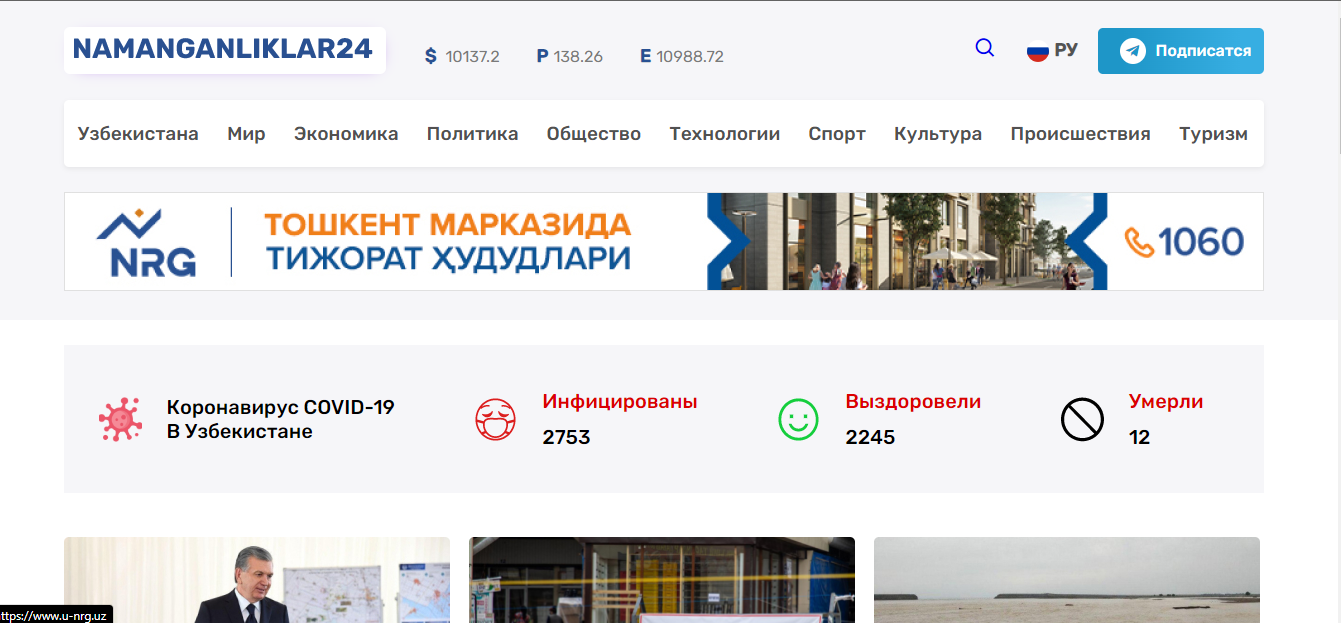 NAMANGANLIKLAR24
$ 10137.2 P 138.26 E 10988.72
РУ
Подписатся
Узбекистана Мир Экономика Политика Общество Технологии Спорт Культура Происшествия Туризм
NRG
ТОШКЕНТ МАРКАЗИДА
ТИЖОРАТ ҲУДУДЛАРИ
1060
Коронавирус COVID-19
В Узбекистане
Инфицированы
2753
Выздоровели
2245
Умерли
12
ttps://www.u-nrg.uz